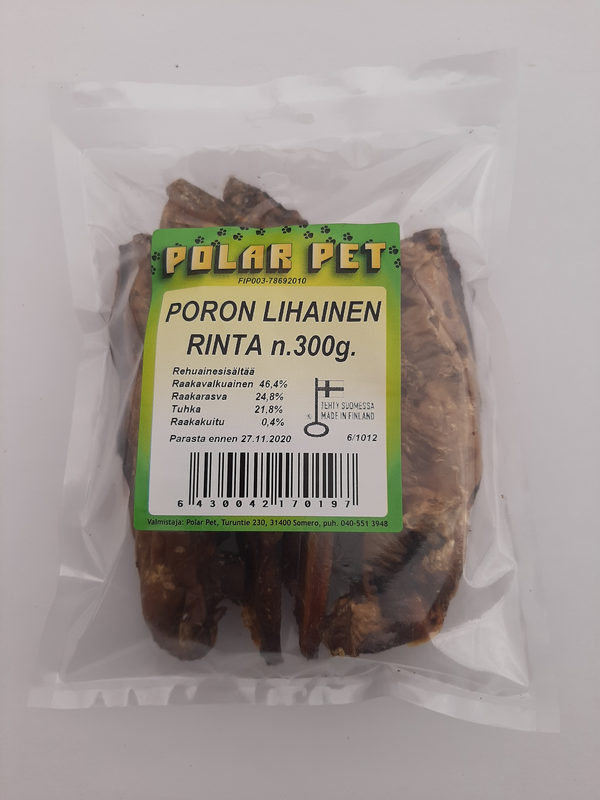 POLAR PET
FIP003-78692010
PORON LIHAINEN
RINTA n.300g.
Rehuainesisältää
Raakavalkuainen 46,4%
Raakarasva 24,8%
Tuhka 21,8%
Raakakuitu 0,4%
TEHTY SUOMESSA
MADE IN FINLAND
Parasta ennen 27.11.2020 6/1012
6 430042 170197
Valmistaja: Polar Pet, Turuntie 230, 31400 Somero, puh. 040-551 3948